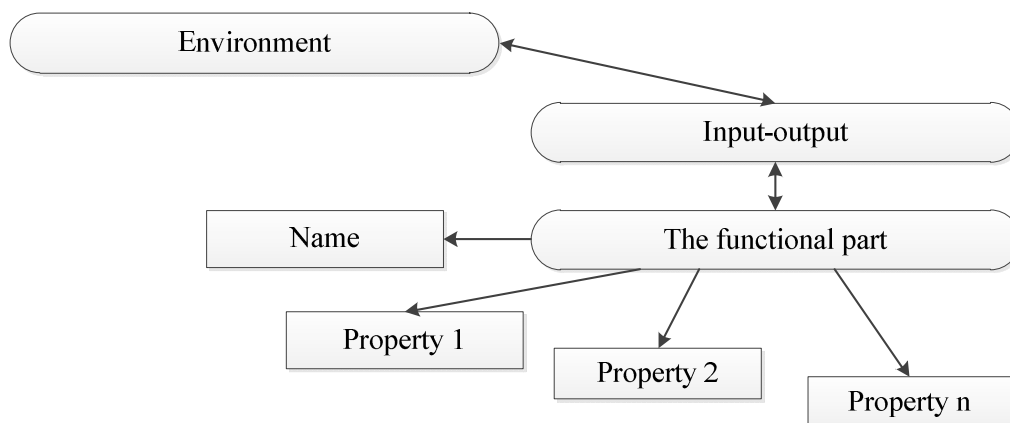 Environment
Input-output
Name
The functional part
Property 1
Property 2
Property n